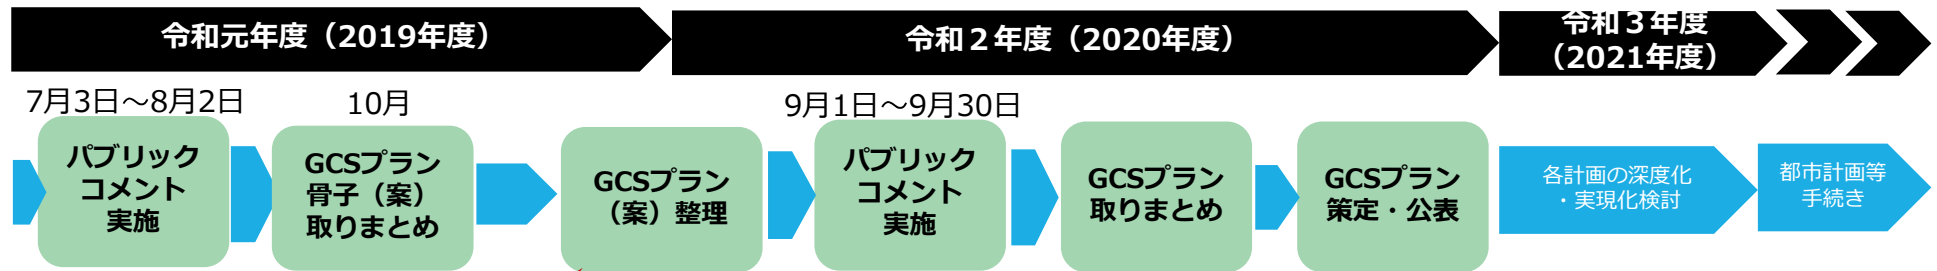 令和元年度（2019年度）
令和２年度（2020年度）
令和３年度
（2021年度）
7月3日～8月2日
10月
9月1日～9月30日
パブリック
コメント
実施
GCSプラン
骨子（案）
取りまとめ
GCSプラン
（案）整理
パブリック
コメント
実施
GCSプラン
取りまとめ
GCSプラン
策定・公表
各計画の深度化
・実現化検討
都市計画等
手続き